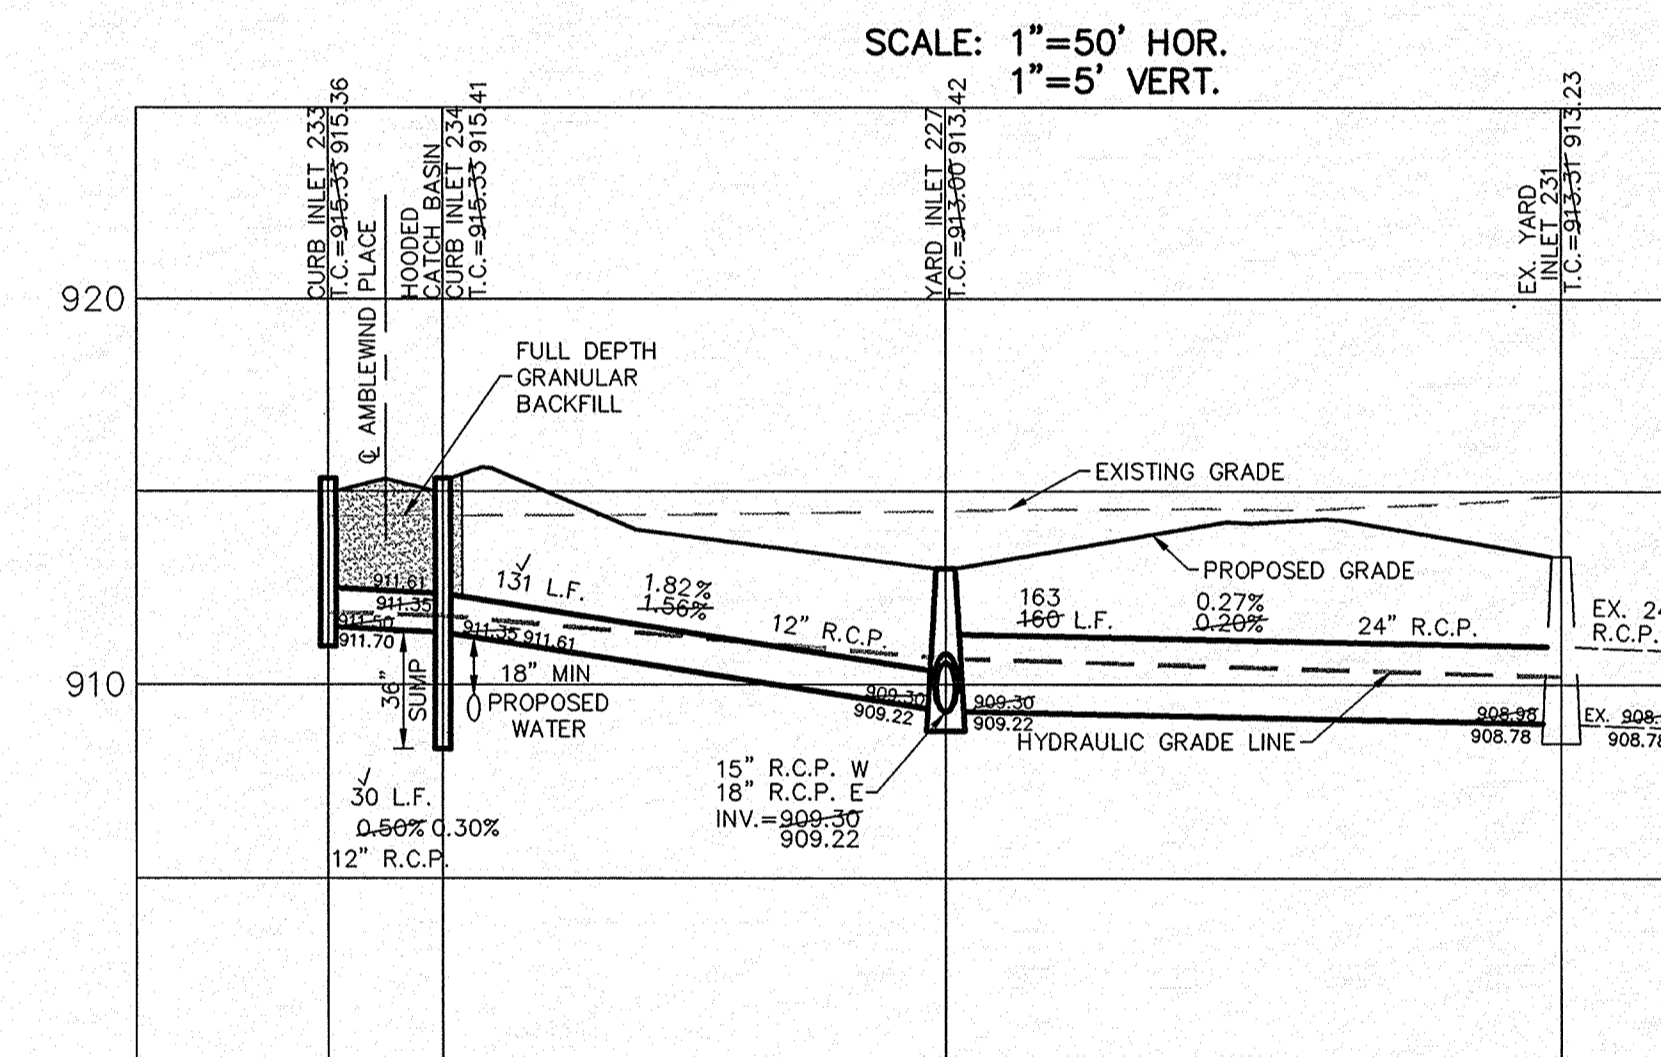 SCALE: 1"=50' HOR.
1"=5' VERT.
CURB INLET 233
T.C.=915.33 915.36
℄ AMBLEWIND PLACE
HOODED
CATCH BASIN
CURB INLET 234
T.C.=915.33 915.41
YARD INLET 227
T.C.=913.00 913.42
EX. YARD
INLET 231
T.C.=913.31 913.23
920
FULL DEPTH
GRANULAR
BACKFILL
EXISTING GRADE
PROPOSED GRADE
131 L.F.
1.82%
1.56%
12" R.C.P.
163
160 L.F.
0.27%
0.20%
24" R.C.P.
EX. 24
R.C.P.
911.61
911.35
911.50
911.70
911.35 911.61
910
36"
SUMP
18" MIN
PROPOSED
WATER
909.30
909.22
909.30
909.22
HYDRAULIC GRADE LINE
908.98
908.78
EX. 908.
908.78
15" R.C.P. W
18" R.C.P. E
INV.=909.30
909.22
30 L.F.
0.50% 0.30%
12" R.C.P.